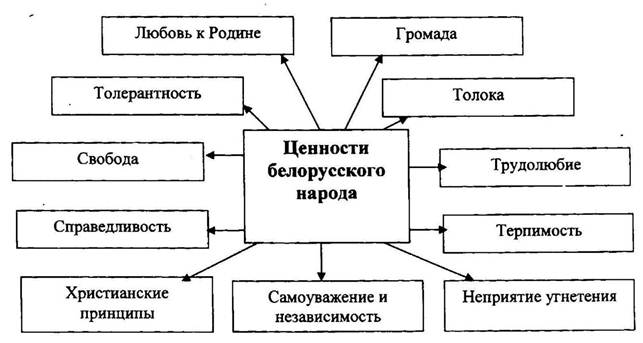 Любовь к Родине
Громада
Толерантность
Толока
Ценности
белорусского
народа
Свобода
Трудолюбие
Справедливость
Терпимость
Христианские
принципы
Самоуважение и
независимость
Неприятие угнетения